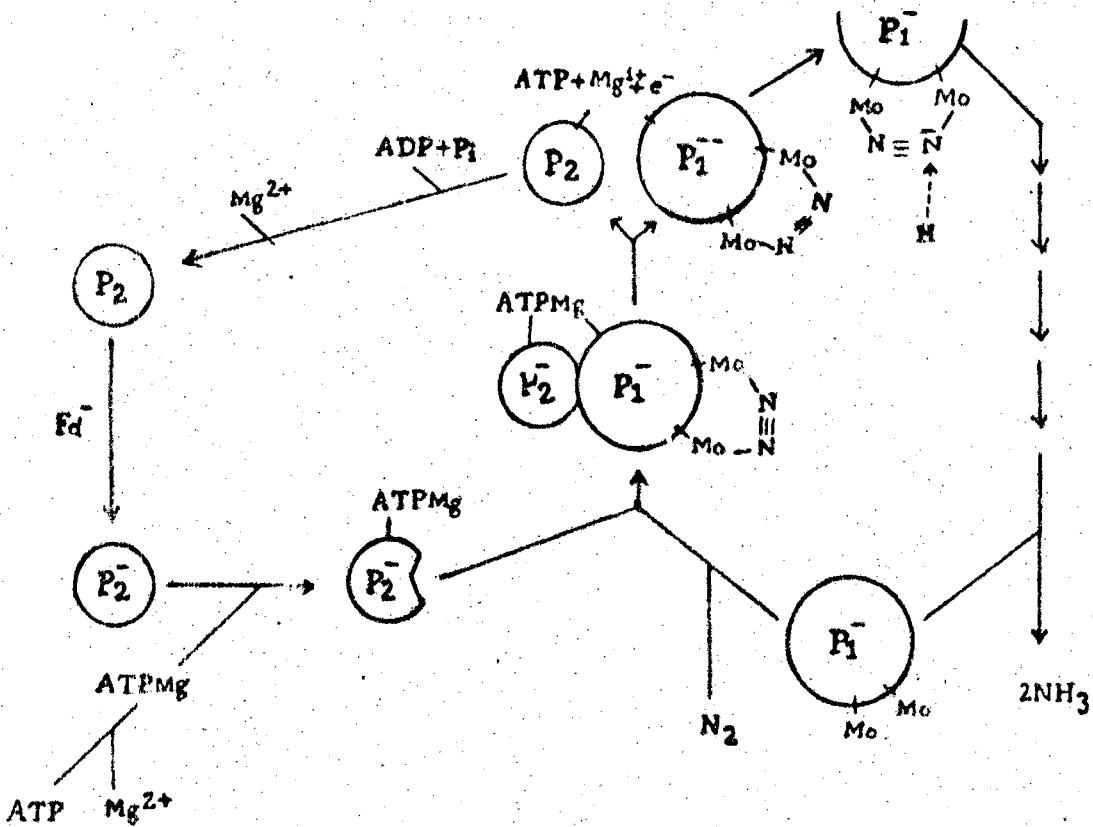 P₁⁻
Mo Mo
N ≡ N̄
H
ATP+Mg²⁺+e⁻
P₂
P₁⁻⁻
Mo
N
≡
Mo–N
ADP+Pi
Mg²⁺
P₂
Fd⁻
P₂⁻
ATPMg
P₂⁻
P₁⁻
Mo
N
≡
Mo – N
ATPMg
P₂⁻
ATPMg
ATP Mg²⁺
N₂
P₁⁻
Mo
Mo
2NH₃